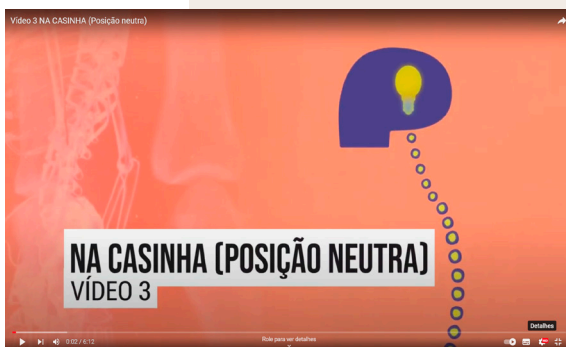 Vídeo 3 NA CASINHA (Posição neutra)
NA CASINHA (POSIÇÃO NEUTRA)
VÍDEO 3
Detalhes
0:02 / 6:12
Role para ver detalhes